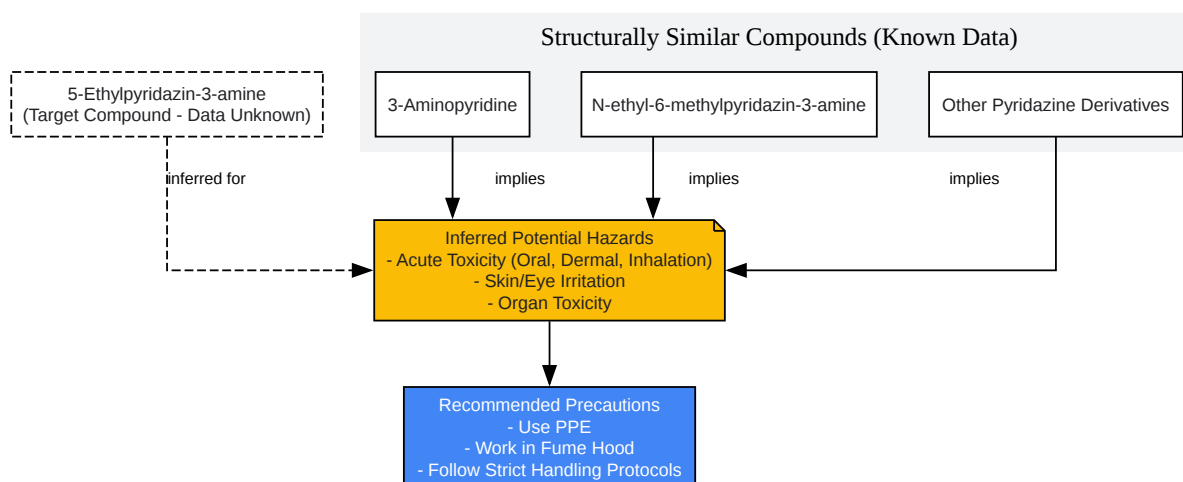 Structurally Similar Compounds (Known Data)
5-Ethylpyridazin-3-amine
(Target Compound - Data Unknown)
3-Aminopyridine
N-ethyl-6-methylpyridazin-3-amine
Other Pyridazine Derivatives
inferred for
implies
implies
implies
Inferred Potential Hazards
- Acute Toxicity (Oral, Dermal, Inhalation)
- Skin/Eye Irritation
- Organ Toxicity
Recommended Precautions
- Use PPE
- Work in Fume Hood
- Follow Strict Handling Protocols